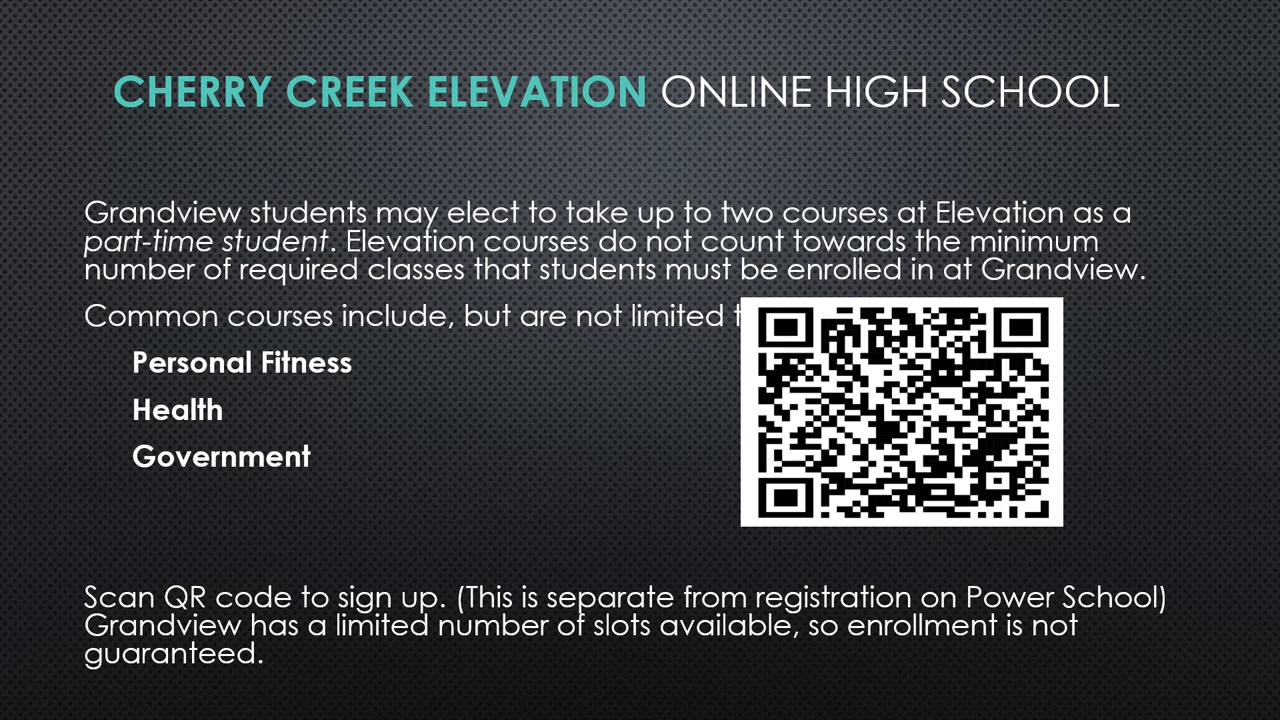 CHERRY CREEK ELEVATION ONLINE HIGH SCHOOL
Grandview students may elect to take up to two courses at Elevation as a
part-time student. Elevation courses do not count towards the minimum
number of required classes that students must be enrolled in at Grandview.
Common courses include, but are not limited
Personal Fitness
Health
Government
Scan QR code to sign up. (This is separate from registration on Power School)
Grandview has a limited number of slots available, so enrollment is not
guaranteed.